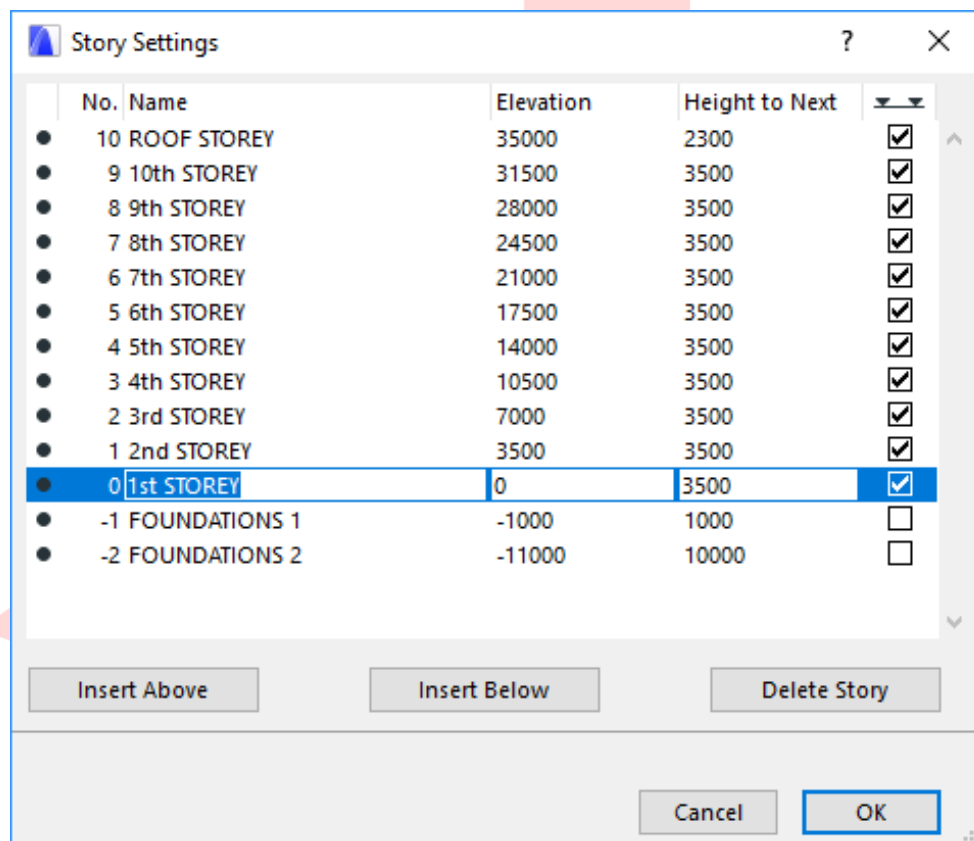 Story Settings ?
No. Name Elevation Height to Next
10 ROOF STOREY 35000 2300
9 10th STOREY 31500 3500
8 9th STOREY 28000 3500
7 8th STOREY 24500 3500
6 7th STOREY 21000 3500
5 6th STOREY 17500 3500
4 5th STOREY 14000 3500
3 4th STOREY 10500 3500
2 3rd STOREY 7000 3500
1 2nd STOREY 3500 3500
0 1st STOREY 0 3500
-1 FOUNDATIONS 1 -1000 1000
-2 FOUNDATIONS 2 -11000 10000
Insert Above Insert Below Delete Story
Cancel OK